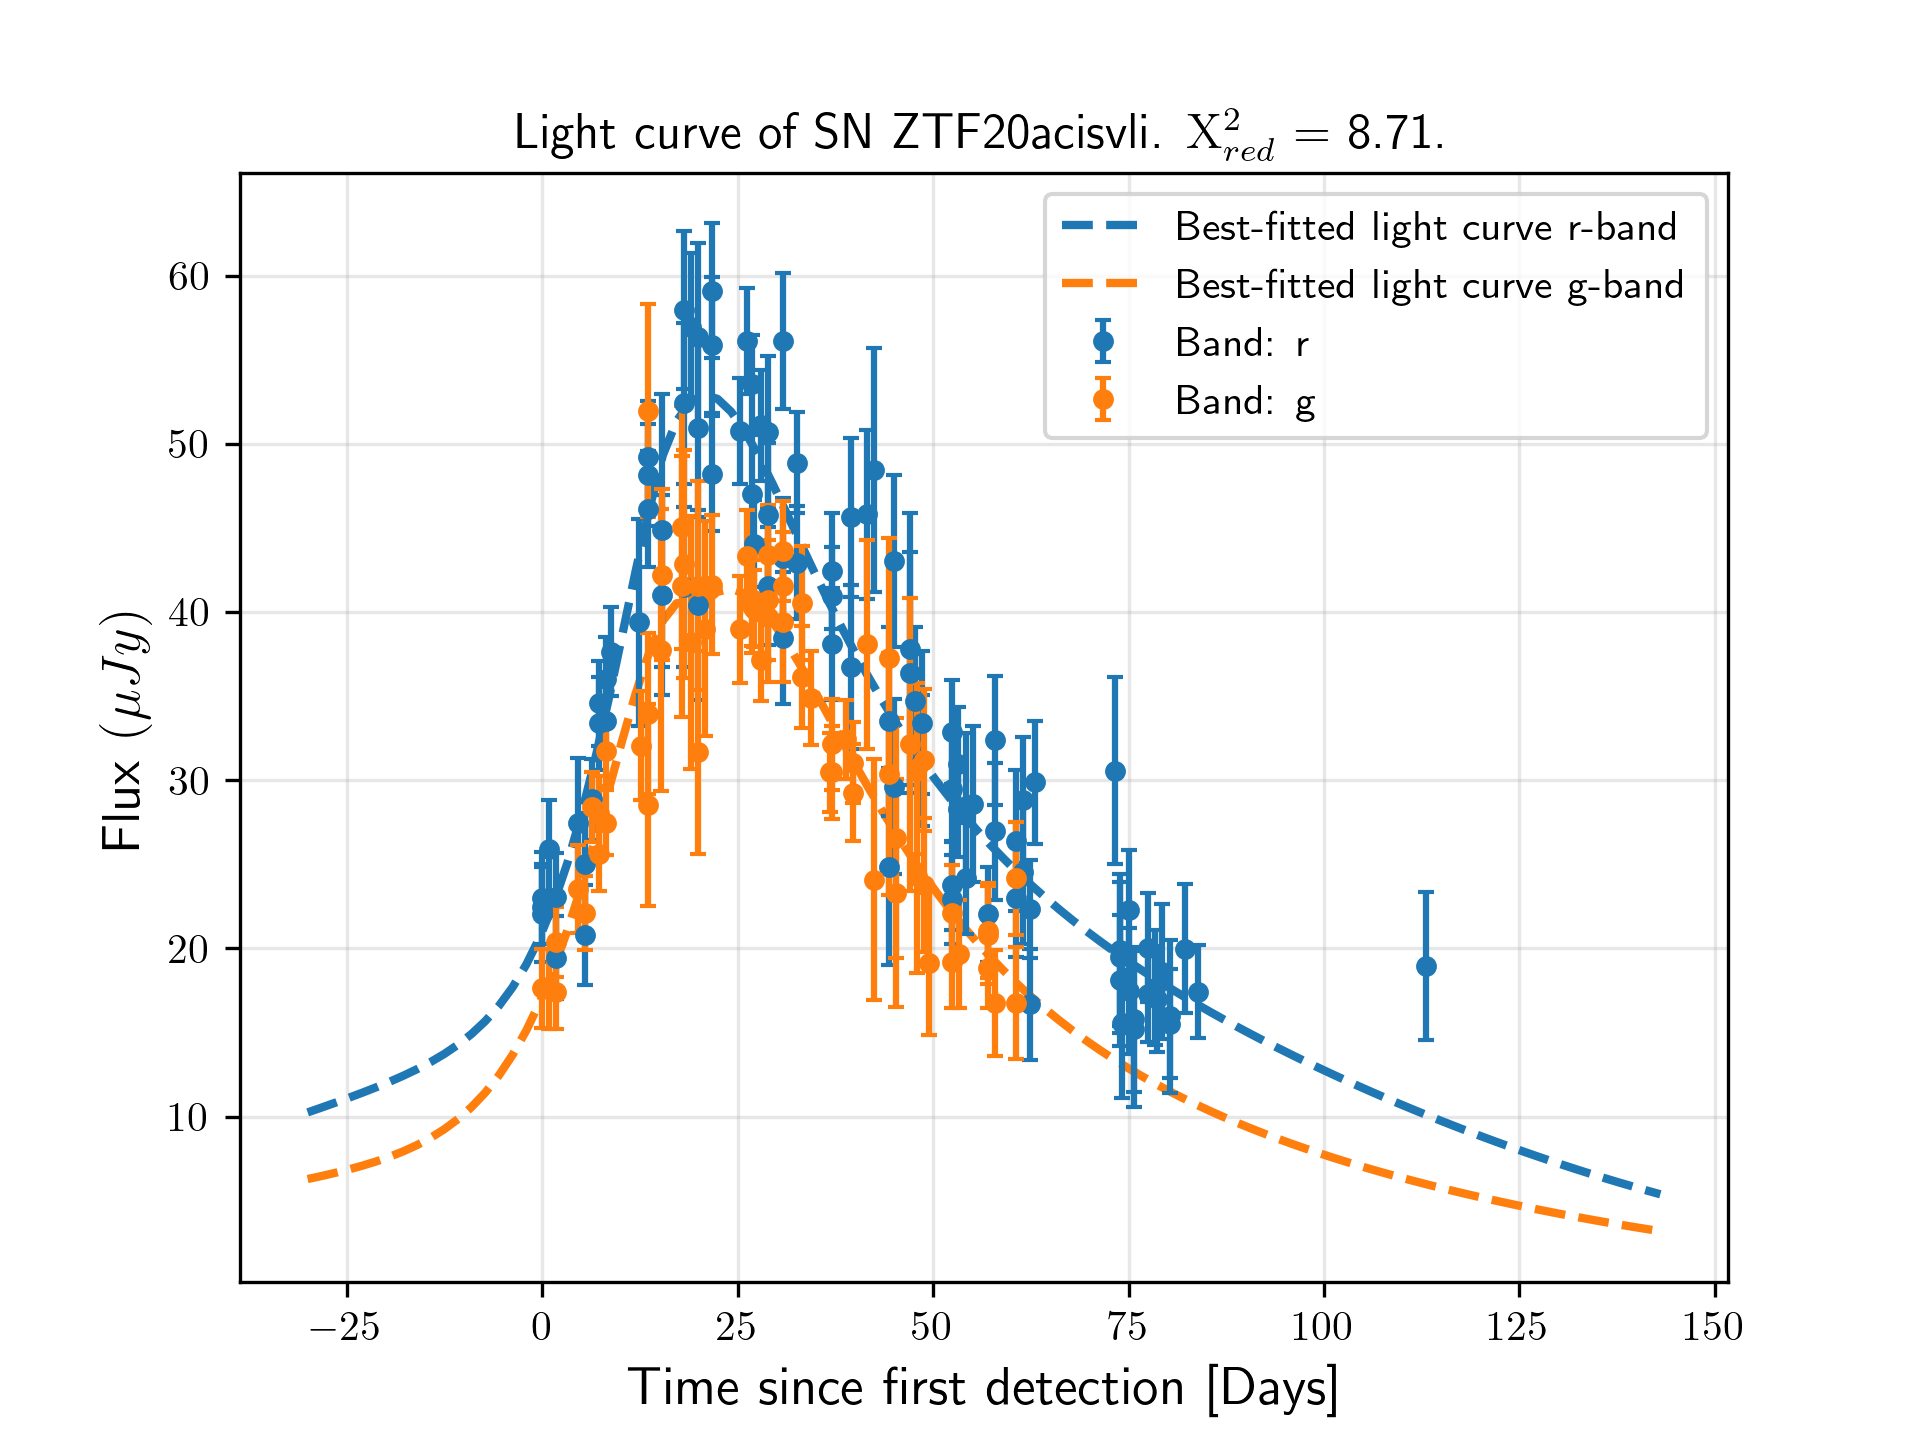 Light curve of SN ZTF20acisvli. X²_red = 8.71.
Best-fitted light curve r-band
Best-fitted light curve g-band
Band: r
Band: g
Flux (μJy)
60
50
40
30
20
10
−25 0 25 50 75 100 125 150
Time since first detection [Days]